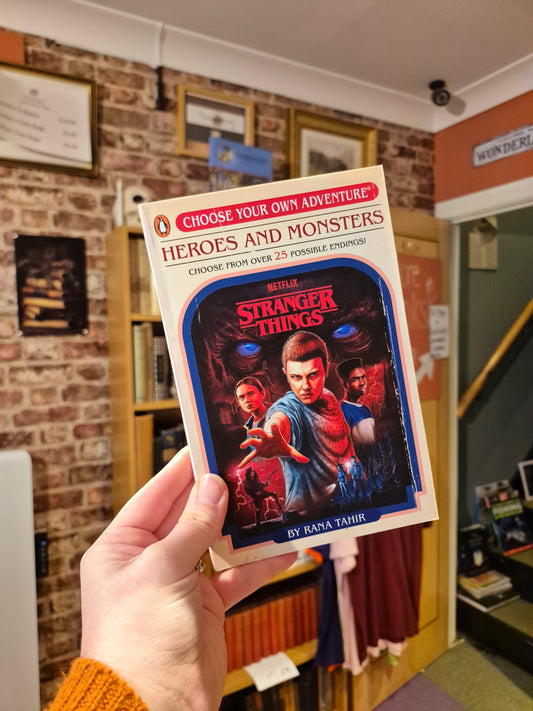 CHOOSE YOUR OWN ADVENTURE®
HEROES AND MONSTERS
CHOOSE FROM OVER 25 POSSIBLE ENDINGS!
NETFLIX
STRANGER
THINGS
BY RANA TAHIR
WONDERL